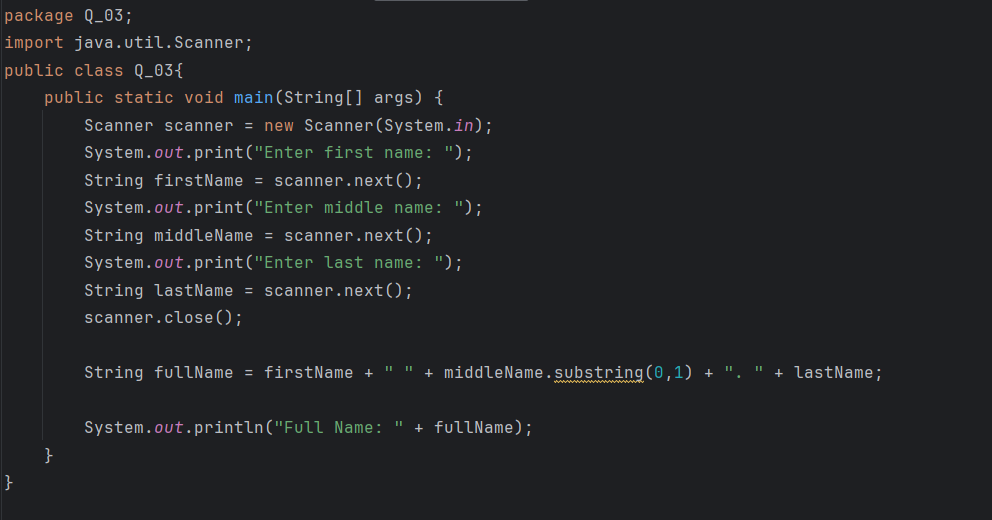 package Q_03;
import java.util.Scanner;
public class Q_03{
    public static void main(String[] args) {
        Scanner scanner = new Scanner(System.in);
        System.out.print("Enter first name: ");
        String firstName = scanner.next();
        System.out.print("Enter middle name: ");
        String middleName = scanner.next();
        System.out.print("Enter last name: ");
        String lastName = scanner.next();
        scanner.close();

        String fullName = firstName + " " + middleName.substring(0,1) + ". " + lastName;

        System.out.println("Full Name: " + fullName);
    }
}